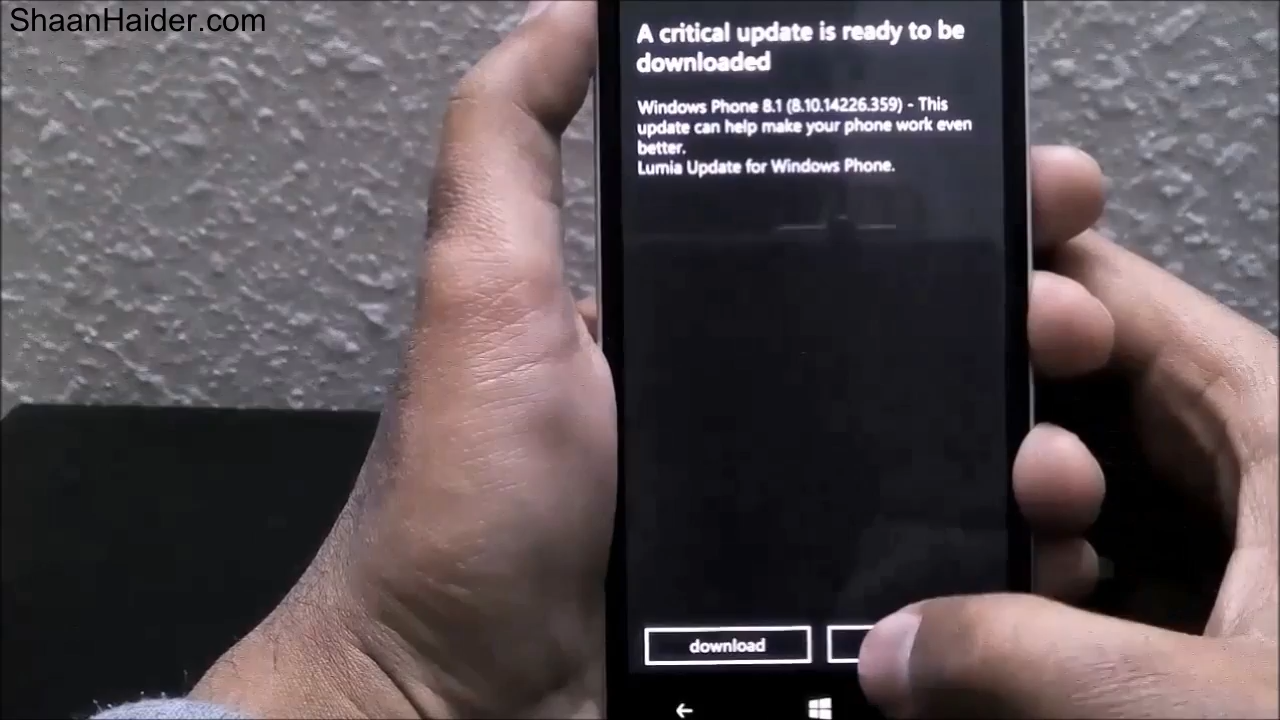 ShaanHaider.com
A critical update is ready to be
downloaded
Windows Phone 8.1 (8.10.14226.359) - This
update can help make your phone work even
better.
Lumia Update for Windows Phone.
download